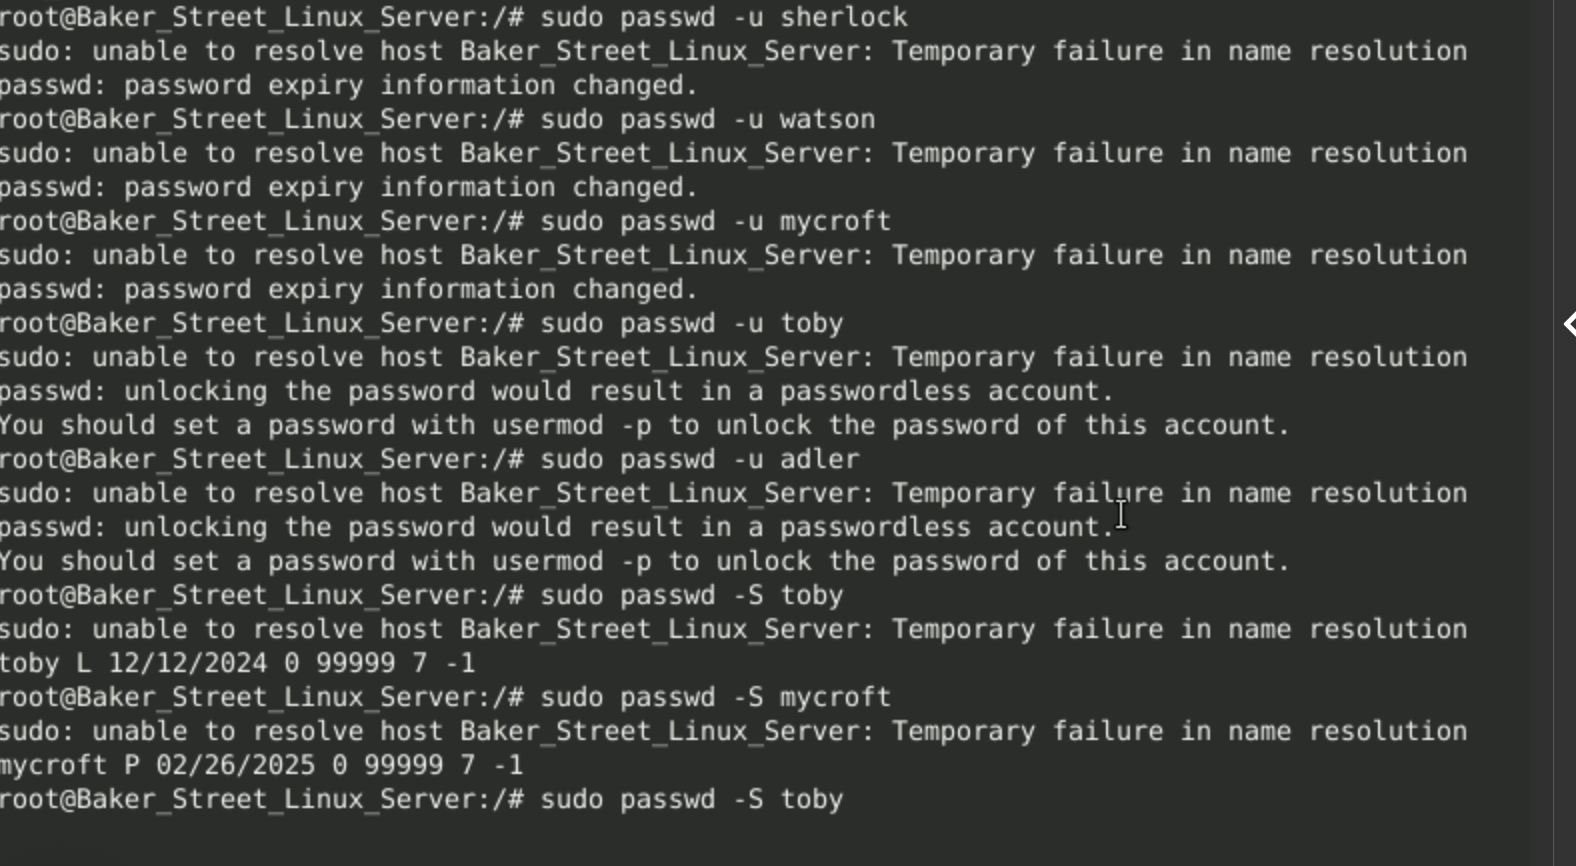 root@Baker_Street_Linux_Server:/# sudo passwd -u sherlock
sudo: unable to resolve host Baker_Street_Linux_Server: Temporary failure in name resolution
passwd: password expiry information changed.
root@Baker_Street_Linux_Server:/# sudo passwd -u watson
sudo: unable to resolve host Baker_Street_Linux_Server: Temporary failure in name resolution
passwd: password expiry information changed.
root@Baker_Street_Linux_Server:/# sudo passwd -u mycroft
sudo: unable to resolve host Baker_Street_Linux_Server: Temporary failure in name resolution
passwd: password expiry information changed.
root@Baker_Street_Linux_Server:/# sudo passwd -u toby
sudo: unable to resolve host Baker_Street_Linux_Server: Temporary failure in name resolution
passwd: unlocking the password would result in a passwordless account.
You should set a password with usermod -p to unlock the password of this account.
root@Baker_Street_Linux_Server:/# sudo passwd -u adler
sudo: unable to resolve host Baker_Street_Linux_Server: Temporary failure in name resolution
passwd: unlocking the password would result in a passwordless account.
You should set a password with usermod -p to unlock the password of this account.
root@Baker_Street_Linux_Server:/# sudo passwd -S toby
sudo: unable to resolve host Baker_Street_Linux_Server: Temporary failure in name resolution
toby L 12/12/2024 0 99999 7 -1
root@Baker_Street_Linux_Server:/# sudo passwd -S mycroft
sudo: unable to resolve host Baker_Street_Linux_Server: Temporary failure in name resolution
mycroft P 02/26/2025 0 99999 7 -1
root@Baker_Street_Linux_Server:/# sudo passwd -S toby